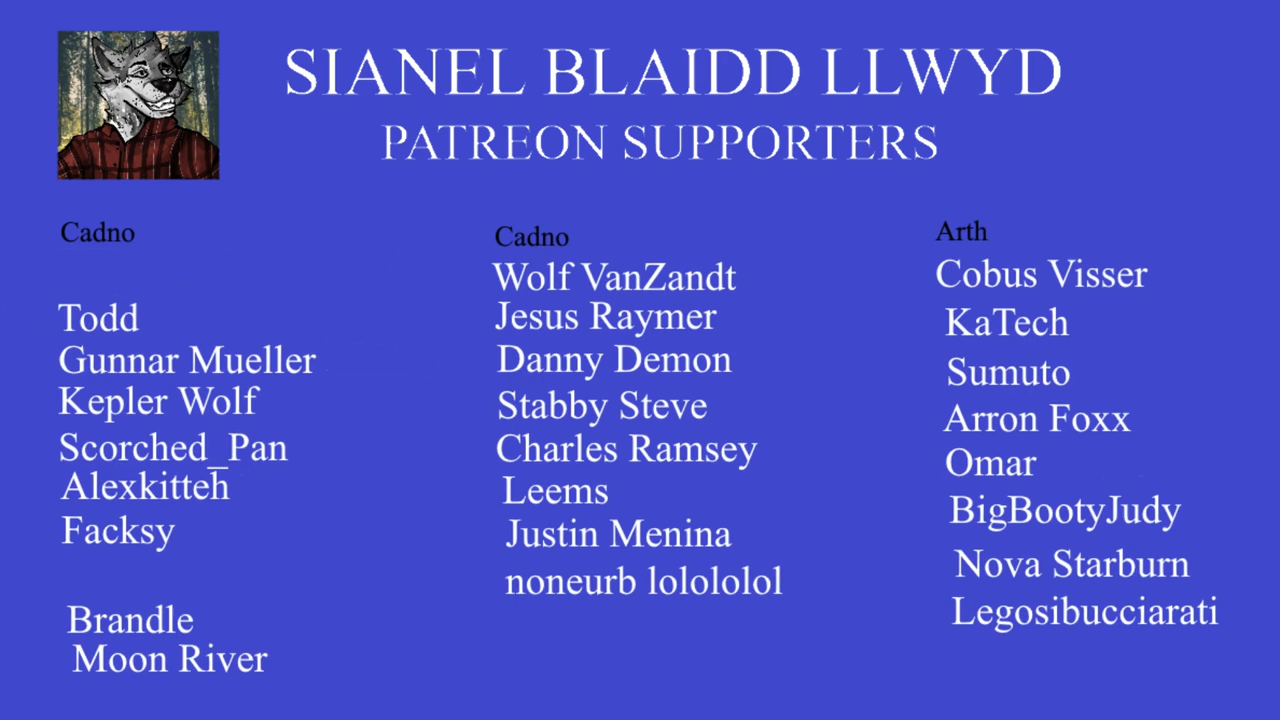 SIANEL BLAIDD LLWYD
PATREON SUPPORTERS
Cadno
Todd
Gunnar Mueller
Kepler Wolf
Scorched_Pan
Alexkitteh
Facksy
Brandle
Moon River
Cadno
Wolf VanZandt
Jesus Raymer
Danny Demon
Stabby Steve
Charles Ramsey
Leems
Justin Menina
noneurb lolololol
Arth
Cobus Visser
KaTech
Sumuto
Arron Foxx
Omar
BigBootyJudy
Nova Starburn
Legosibucciarati